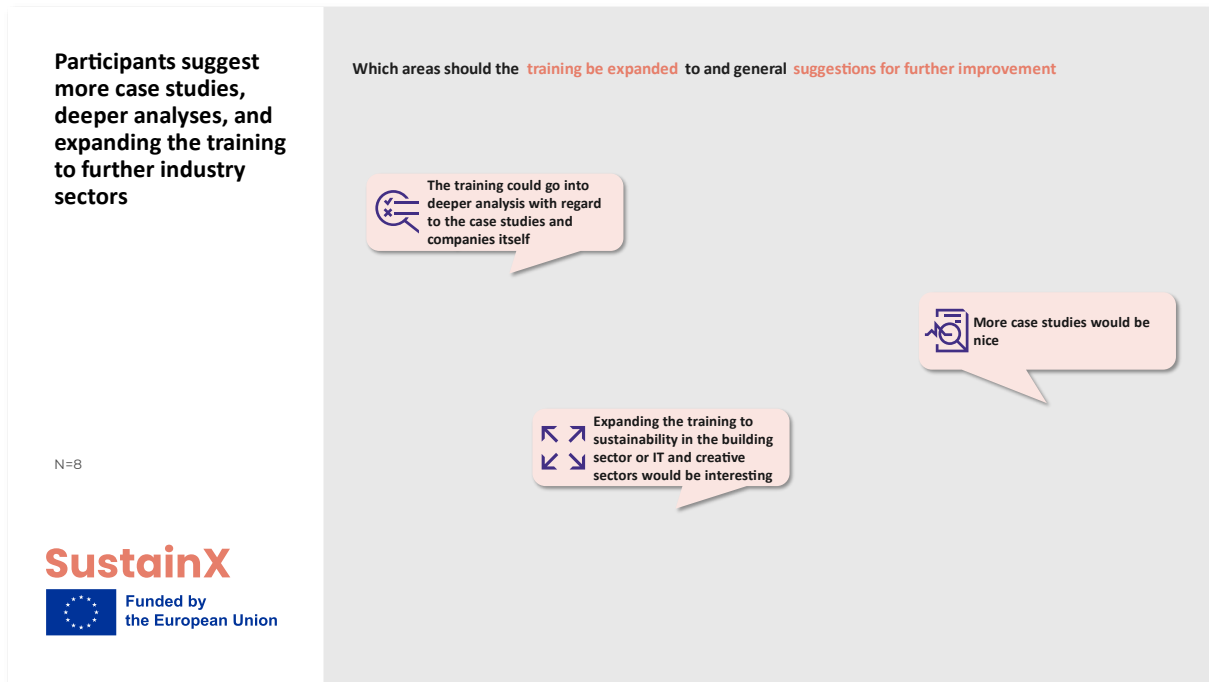 Participants suggest
more case studies,
deeper analyses, and
expanding the training
to further industry
sectors
Which areas should the training be expanded to and general suggestions for further improvement
The training could go into
deeper analysis with regard
to the case studies and
companies itself
More case studies would be
nice
Expanding the training to
sustainability in the building
sector or IT and creative
sectors would be interesting
N=8
SustainX
Funded by
the European Union